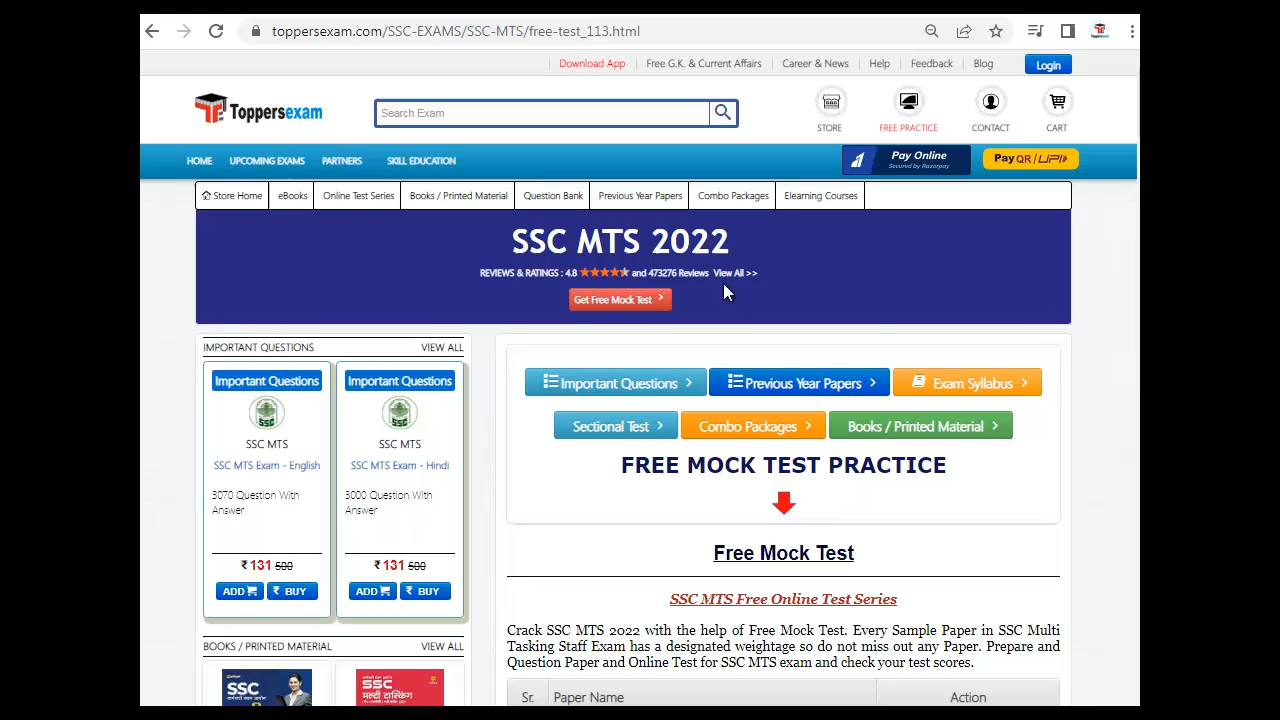 toppersexam.com/SSC-EXAMS/SSC-MTS/free-test_113.html
Download App
Free G.K. & Current Affairs
Career & News
Help
Feedback
Blog
Login
Toppersexam
Search Exam
STORE
FREE PRACTICE
CONTACT
CART
HOME
UPCOMING EXAMS
PARTNERS
SKILL EDUCATION
Pay Online
Secured by Razorpay
Pay QR / UPI
Store Home
eBooks
Online Test Series
Books / Printed Material
Question Bank
Previous Year Papers
Combo Packages
Elearning Courses
SSC MTS 2022
REVIEWS & RATINGS : 4.8 and 473276 Reviews View All >>
Get Free Mock Test
IMPORTANT QUESTIONS VIEW ALL
Important Questions
SSC
SSC MTS
SSC MTS Exam - English
3070 Question With
Answer
₹ 131 500
ADD
₹ BUY
Important Questions
SSC
SSC MTS
SSC MTS Exam - Hindi
3000 Question With
Answer
₹ 131 500
ADD
₹ BUY
BOOKS / PRINTED MATERIAL VIEW ALL
SSC
SSC
मल्टी टास्किंग
Important Questions
Previous Year Papers
Exam Syllabus
Sectional Test
Combo Packages
Books / Printed Material
FREE MOCK TEST PRACTICE
Free Mock Test
SSC MTS Free Online Test Series
Crack SSC MTS 2022 with the help of Free Mock Test. Every Sample Paper in SSC Multi
Tasking Staff Exam has a designated weightage so do not miss out any Paper. Prepare and
Question Paper and Online Test for SSC MTS exam and check your test scores.
Sr. Paper Name Action